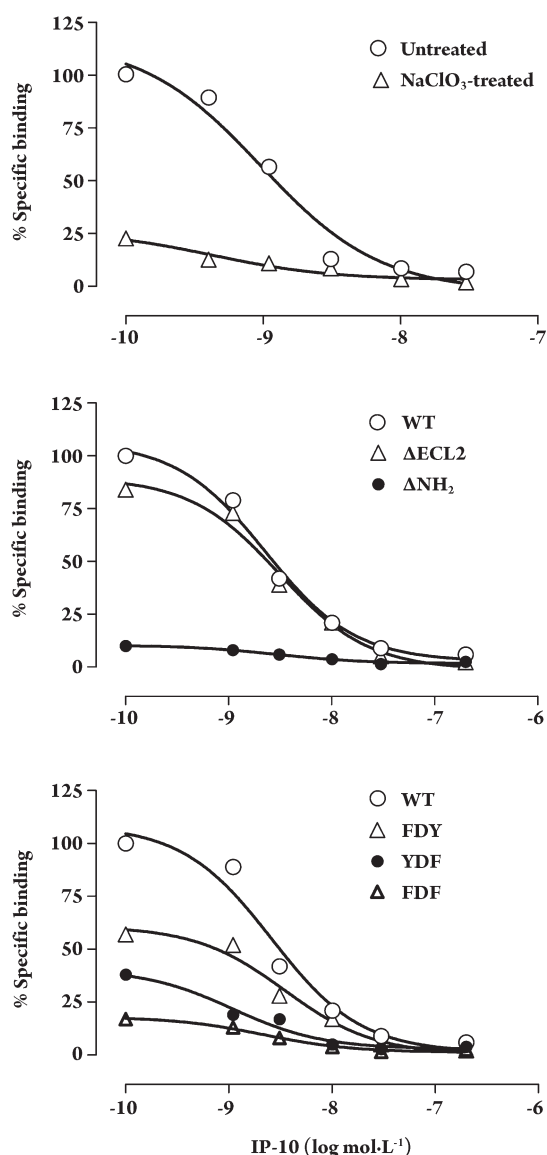 125
100
75
50
25
0
% Specific binding
Untreated
NaClO₃-treated
-10 -9 -8 -7
125
100
75
50
25
0
% Specific binding
WT
ΔECL2
ΔNH₂
-10 -9 -8 -7 -6
125
100
75
50
25
0
% Specific binding
WT
FDY
YDF
FDF
-10 -9 -8 -7 -6
IP-10 (log mol·L⁻¹)